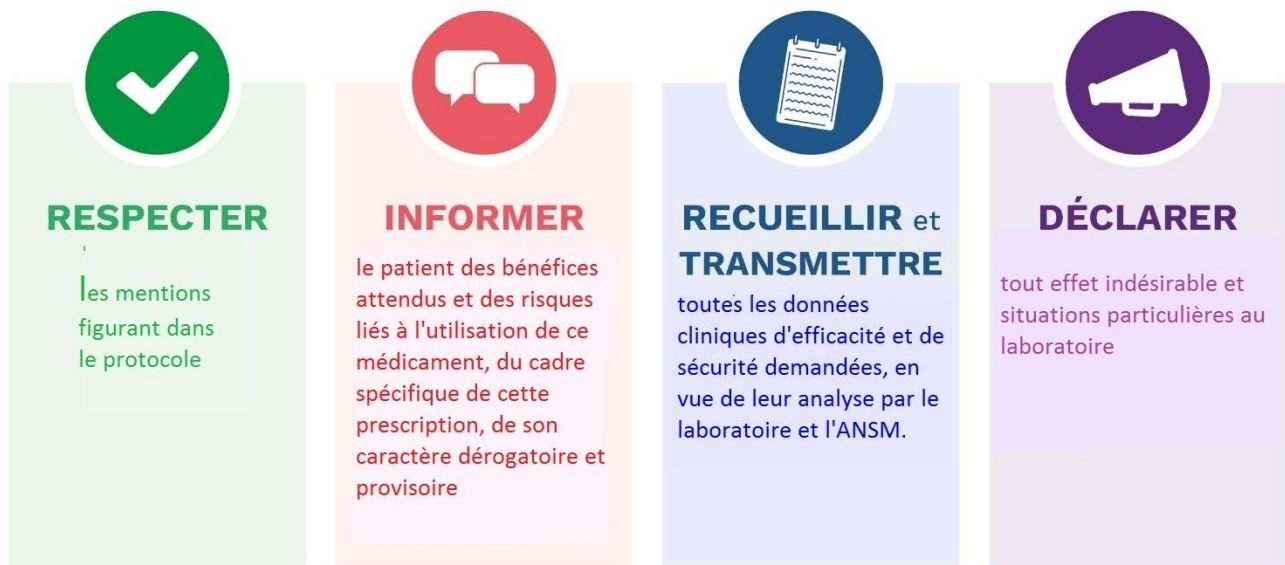 RESPECTER
les mentions
figurant dans
le protocole
INFORMER
le patient des bénéfices
attendus et des risques
liés à l'utilisation de ce
médicament, du cadre
spécifique de cette
prescription, de son
caractère dérogatoire et
provisoire
RECUEILLIR et
TRANSMETTRE
toutes les données
cliniques d'efficacité et de
sécurité demandées, en
vue de leur analyse par le
laboratoire et l'ANSM.
DÉCLARER
tout effet indésirable et
situations particulières au
laboratoire